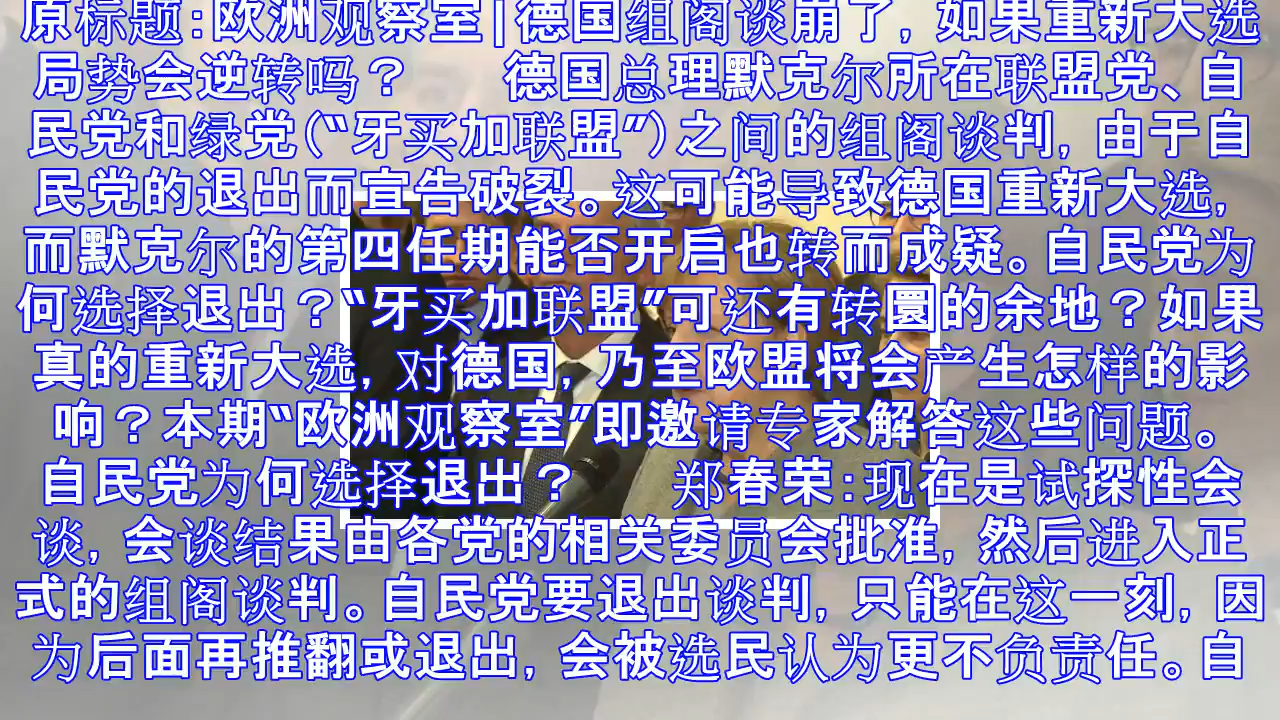 原标题:欧洲观察室|德国组阁谈崩了,如果重新大选
局势会逆转吗？　　德国总理默克尔所在联盟党、自
民党和绿党(“牙买加联盟”)之间的组阁谈判,由于自
民党的退出而宣告破裂。这可能导致德国重新大选,
而默克尔的第四任期能否开启也转而成疑。自民党为
何选择退出？“牙买加联盟”可还有转圜的余地？如果
真的重新大选,对德国,乃至欧盟将会产生怎样的影
响？本期“欧洲观察室”即邀请专家解答这些问题。
自民党为何选择退出？　　郑春荣:现在是试探性会
谈,会谈结果由各党的相关委员会批准,然后进入正
式的组阁谈判。自民党要退出谈判,只能在这一刻,因
为后面再推翻或退出,会被选民认为更不负责任。自